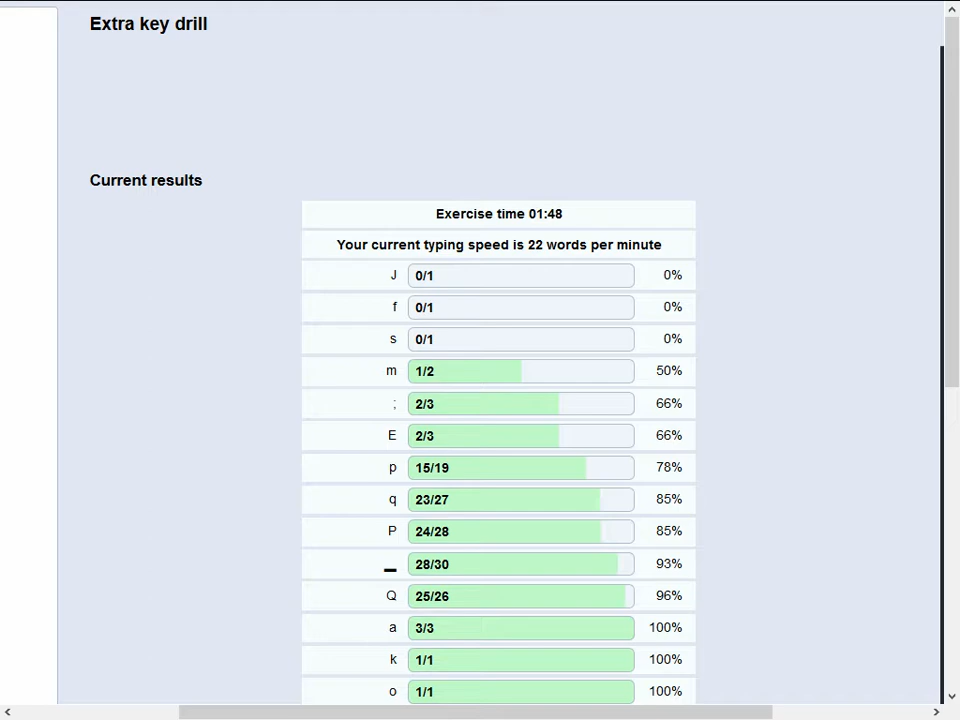 Extra key drill
Current results
Exercise time 01:48
Your current typing speed is 22 words per minute
J 0/1 0%
f 0/1 0%
s 0/1 0%
m 1/2 50%
; 2/3 66%
E 2/3 66%
p 15/19 78%
q 23/27 85%
P 24/28 85%
_ 28/30 93%
Q 25/26 96%
a 3/3 100%
k 1/1 100%
o 1/1 100%